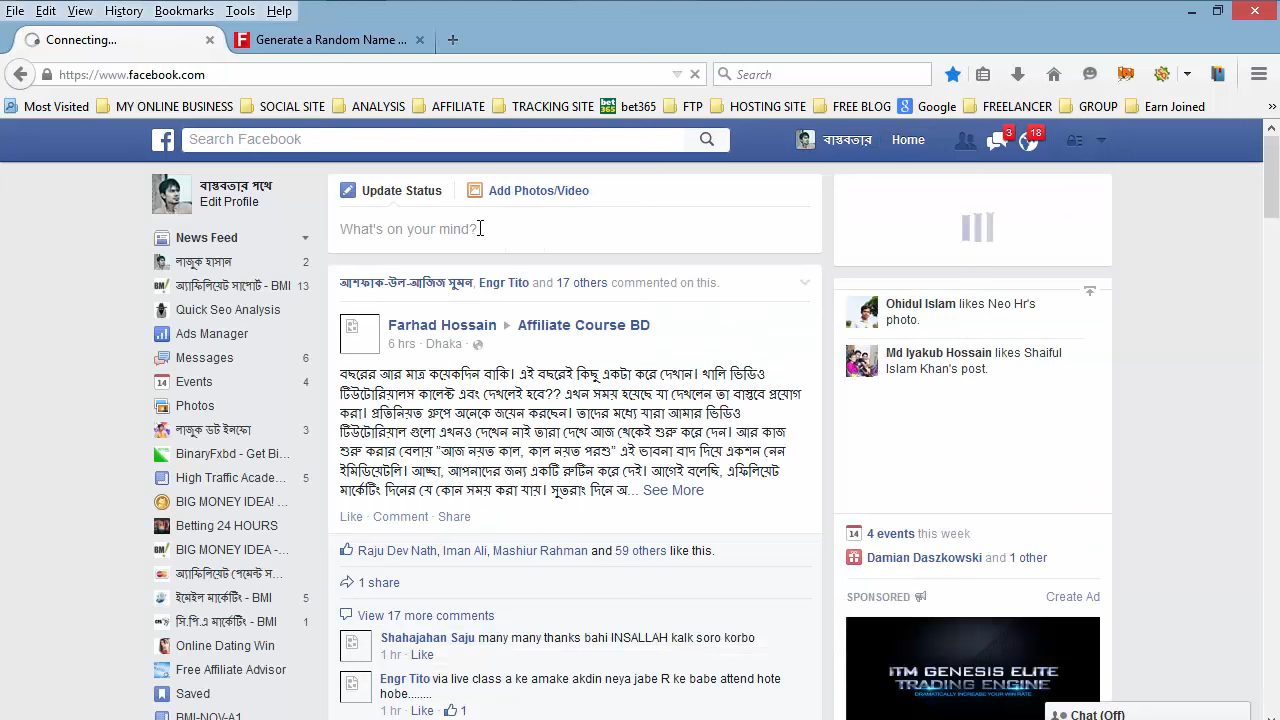 File Edit View History Bookmarks Tools Help
Connecting...
Generate a Random Name ...
https://www.facebook.com
Search
Most Visited MY ONLINE BUSINESS SOCIAL SITE ANALYSIS AFFILIATE TRACKING SITE bet365 FTP HOSTING SITE FREE BLOG Google FREELANCER GROUP Earn Joined
Search Facebook
বাস্তবতার Home 3 18
বাস্তবতার পথে
Edit Profile
News Feed
লাজুক হাসান 2
অ্যাফিলিয়েট সাপোর্ট - BMI 13
Quick Seo Analysis
Ads Manager
Messages 6
Events 4
Photos
লাজুক ডট ইনফো 3
BinaryFxbd - Get Bi...
High Traffic Acade... 5
BIG MONEY IDEA! ...
Betting 24 HOURS
BIG MONEY IDEA -...
অ্যাফিলিয়েট পেমেন্ট স...
ইমেইল মার্কেটিং - BMI 5
সি.পি.এ মার্কেটিং - BMI 1
Online Dating Win
Free Affiliate Advisor
Saved
BMI-NOV-A1
Update Status Add Photos/Video
What's on your mind?
আশফাক-উল-আজিজ সুমন, Engr Tito and 17 others commented on this.
Farhad Hossain Affiliate Course BD
6 hrs · Dhaka ·
বছরের আর মাত্র কয়েকদিন বাকি। এই বছরেই কিছু একটা করে দেখান। খালি ভিডিও
টিউটোরিয়ালস কালেক্ট এবং দেখলেই হবে?? এখন সময় হয়েছে যা দেখলেন তা বাস্তবে প্রয়োগ
করা। প্রতিনিয়ত গ্রুপে অনেকে জয়েন করছেন। তাদের মধ্যে যারা আমার ভিডিও
টিউটোরিয়াল গুলো এখনও দেখেন নাই তারা দেখে আজ থেকেই শুরু করে দেন। আর কাজ
শুরু করার বেলায় "আজ নয়ত কাল, কাল নয়ত পরশু" এই ভাবনা বাদ দিয়ে একশন নেন
ইমিডিয়েটলি। আচ্ছা, আপনাদের জন্য একটি রুটিন করে দেই। আগেই বলেছি, এফিলিয়েট
মার্কেটিং দিনের যে কোন সময় করা যায়। সুতরাং দিনে অ... See More
Like · Comment · Share
Raju Dev Nath, Iman Ali, Mashiur Rahman and 59 others like this.
1 share
View 17 more comments
Shahajahan Saju many many thanks bahi INSALLAH kalk soro korbo
1 hr · Like
Engr Tito va live class a ke amake akdin neya jabe R ke base atend hote
hobe.......
1 hr · Like · 1
Ohidul Islam likes Neo Hr's
photo.
Md Iyakub Hossain likes Shaiful
Islam Khan's post.
14 4 events this week
Damian Daszkowski and 1 other
SPONSORED Create Ad
ITM GENESIS ELITE
TRADING ENGINE
DRAMATICALLY INCREASE YOUR WIN RATE
Chat (Off)